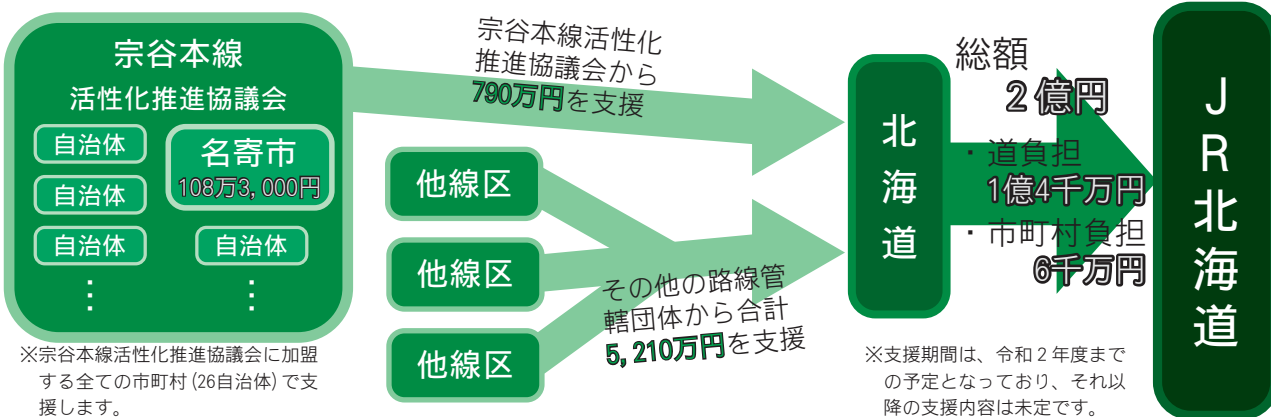 宗谷本線
活性化推進協議会
自治体
名寄市
108万3,000円
自治体
自治体
自治体
⋮
⋮
※宗谷本線活性化推進協議会に加盟
する全ての市町村(26自治体)で支
援します。
宗谷本線活性化
推進協議会から
790万円を支援
他線区
他線区
他線区
その他の路線管
轄団体から合計
5,210万円を支援
北海道
総額
2億円
・道負担
1億4千万円
・市町村負担
6千万円
※支援期間は、令和2年度まで
の予定となっており、それ以
降の支援内容は未定です。
JR北海道